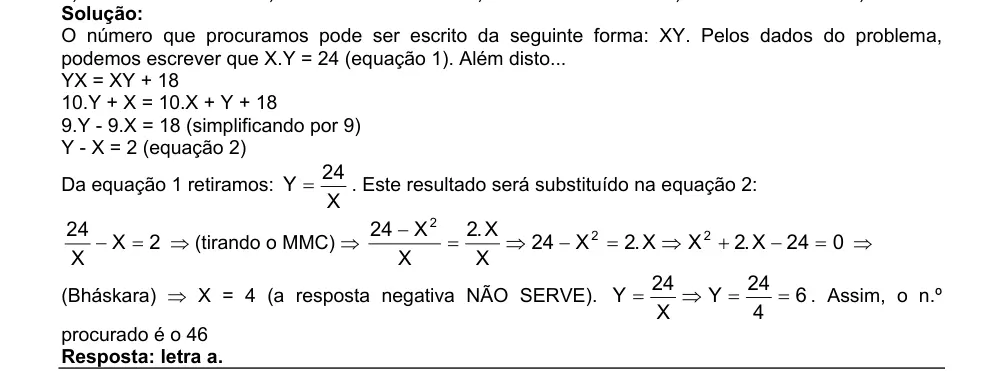 Solução:
O número que procuramos pode ser escrito da seguinte forma: XY. Pelos dados do problema,
podemos escrever que X.Y = 24 (equação 1). Além disto...
YX = XY + 18
10.Y + X = 10.X + Y + 18
9.Y - 9.X = 18 (simplificando por 9)
Y - X = 2 (equação 2)
Da equação 1 retiramos: Y = 24/X . Este resultado será substituído na equação 2:
24/X − X = 2 ⇒ (tirando o MMC) ⇒ (24 − X²)/X = 2.X/X ⇒ 24 − X² = 2.X ⇒ X² + 2.X − 24 = 0 ⇒
(Bháskara) ⇒ X = 4 (a resposta negativa NÃO SERVE). Y = 24/X ⇒ Y = 24/4 = 6 . Assim, o n.º
procurado é o 46
Resposta: letra a.